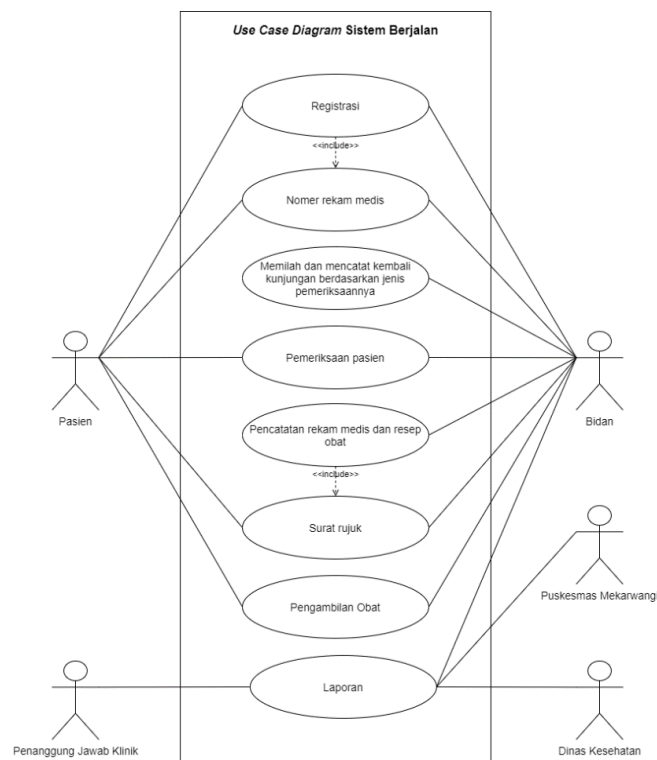 Use Case Diagram Sistem Berjalan
Registrasi
<<include>>
Nomer rekam medis
Memilah dan mencatat kembali
kunjungan berdasarkan jenis
pemeriksaannya
Pemeriksaan pasien
Pasien
Bidan
Pencatatan rekam medis dan resep
obat
<<include>>
Surat rujuk
Puskesmas Mekarwangi
Pengambilan Obat
Laporan
Penanggung Jawab Klinik
Dinas Kesehatan